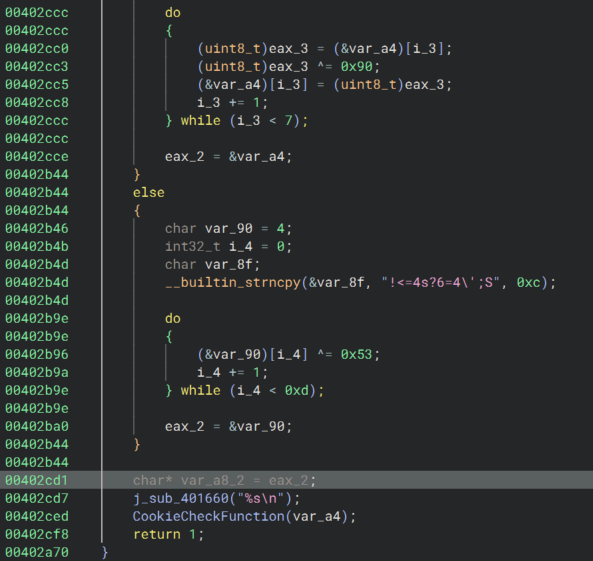 00402ccc do
00402ccc {
00402cc0 (uint8_t)eax_3 = (&var_a4)[i_3];
00402cc3 (uint8_t)eax_3 ^= 0x90;
00402cc5 (&var_a4)[i_3] = (uint8_t)eax_3;
00402cc8 i_3 += 1;
00402ccc } while (i_3 < 7);
00402ccc
00402cce eax_2 = &var_a4;
00402b44 }
00402b44 else
00402b44 {
00402b46 char var_90 = 4;
00402b4b int32_t i_4 = 0;
00402b4d char var_8f;
00402b4d __builtin_strncpy(&var_8f, "!<=4s?6=4\';S", 0xc);
00402b4d
00402b9e do
00402b9e {
00402b96 (&var_90)[i_4] ^= 0x53;
00402b9a i_4 += 1;
00402b9e } while (i_4 < 0xd);
00402b9e
00402ba0 eax_2 = &var_90;
00402b44 }
00402b44
00402cd1 char* var_a8_2 = eax_2;
00402cd7 j_sub_401660("%s\n");
00402ced CookieCheckFunction(var_a4);
00402cf8 return 1;
00402a70 }